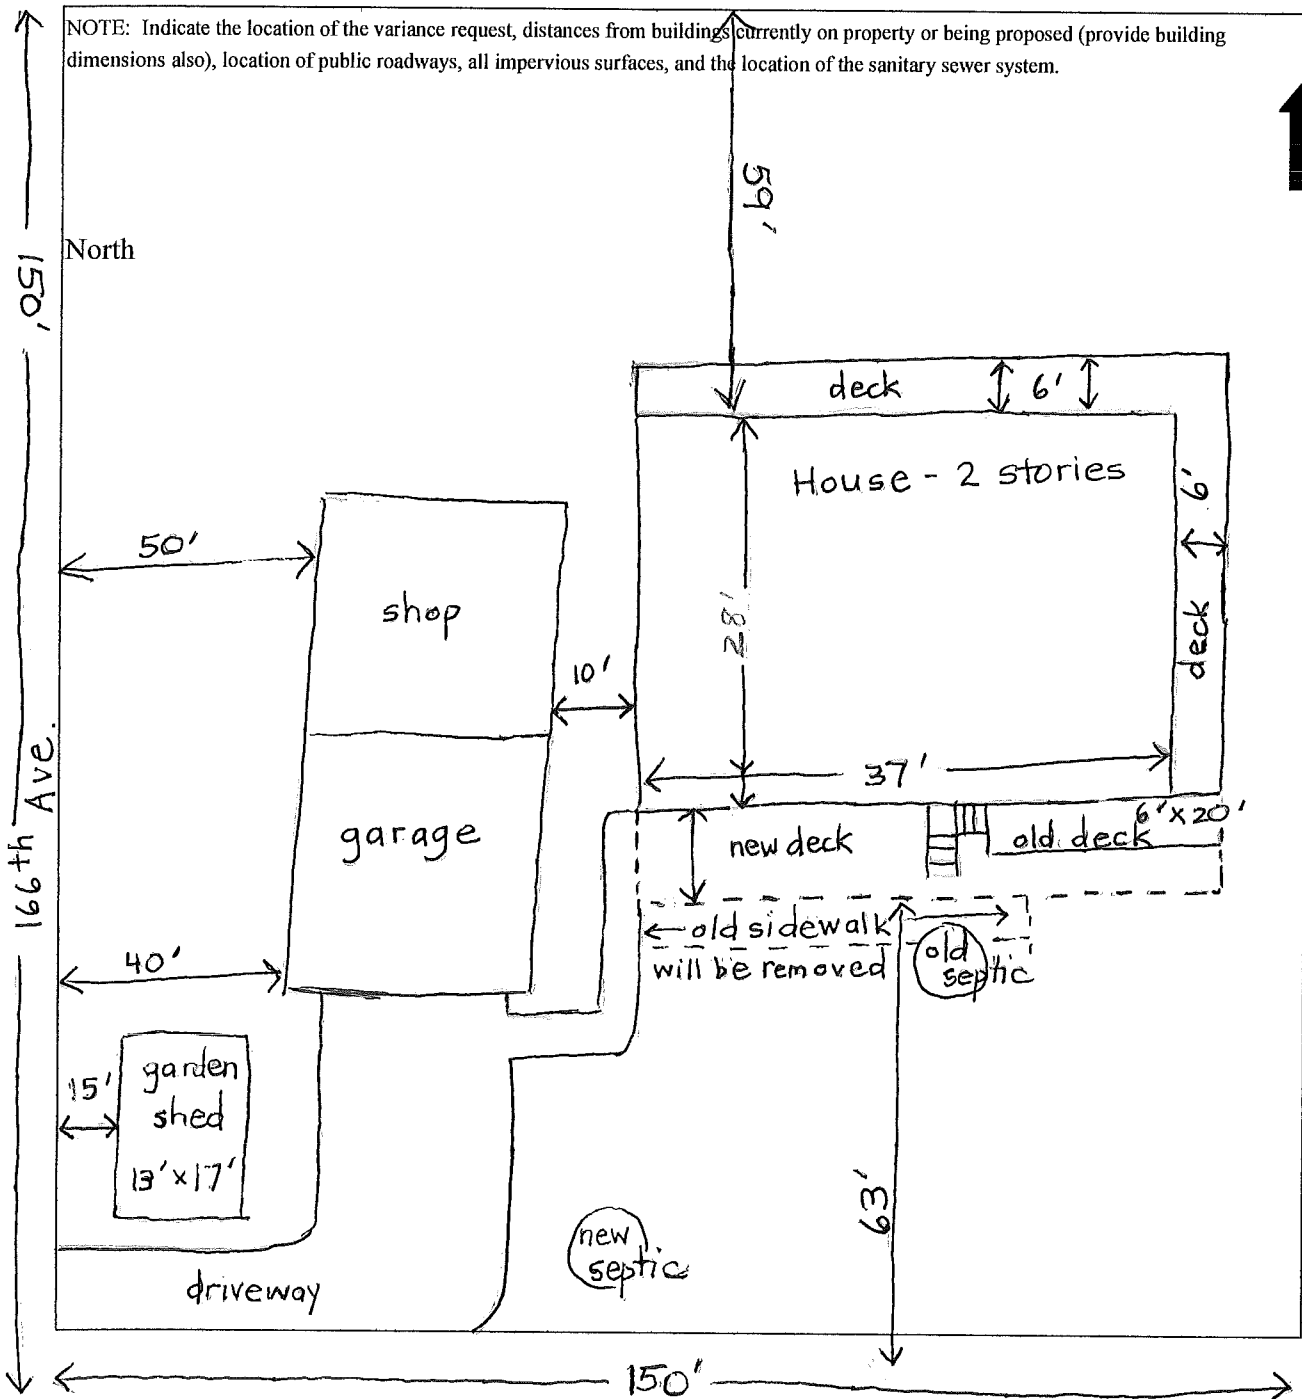 NOTE: Indicate the location of the variance request, distances from buildings currently on property or being proposed (provide building
dimensions also), location of public roadways, all impervious surfaces, and the location of the sanitary sewer system.
59'
North
150'
deck 6'
House - 2 stories
6'
50'
shop
28'
deck
10'
166th Ave.
37'
garage
6' x 20'
new deck
old deck
old sidewalk
will be removed
old
septic
40'
15'
garden
shed
13' x 17'
63'
new
septic
driveway
150'